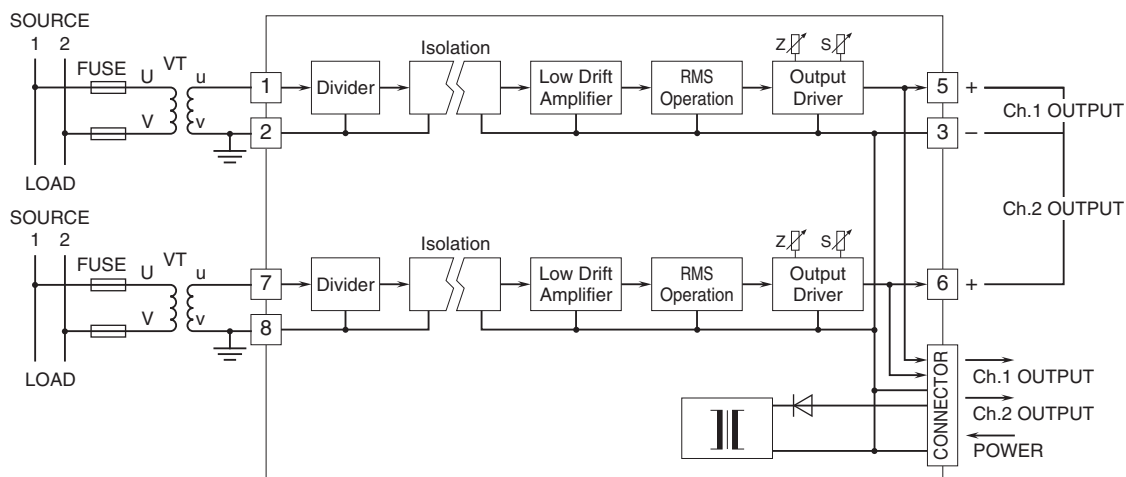 SOURCE
1 2
FUSE
U VT u
V v
LOAD
1
2
Divider
Isolation
Low Drift
Amplifier
RMS
Operation
Z S
Output
Driver
5 +
3 –
Ch.1 OUTPUT
Ch.2 OUTPUT
SOURCE
1 2
FUSE
U VT u
V v
LOAD
7
8
Divider
Isolation
Low Drift
Amplifier
RMS
Operation
Z S
Output
Driver
6 +
CONNECTOR
Ch.1 OUTPUT
Ch.2 OUTPUT
POWER